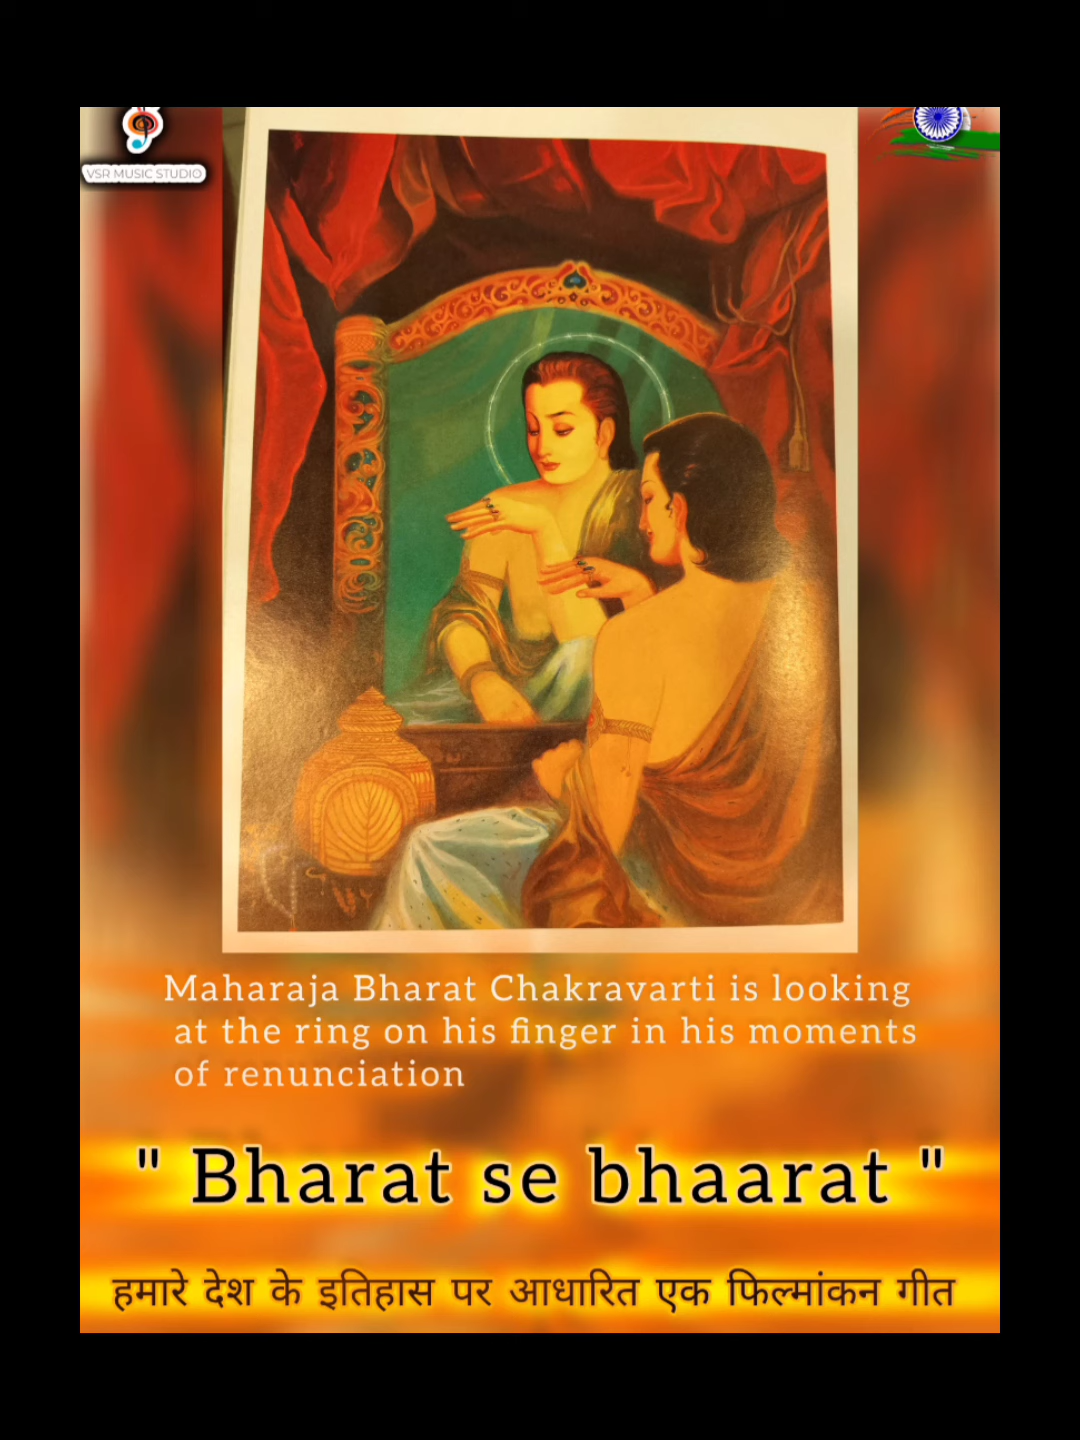 VSR MUSIC STUDIO
Maharaja Bharat Chakravarti is looking
at the ring on his finger in his moments
of renunciation
" Bharat se bhaarat "
हमारे देश के इतिहास पर आधारित एक फिल्मांकन गीत